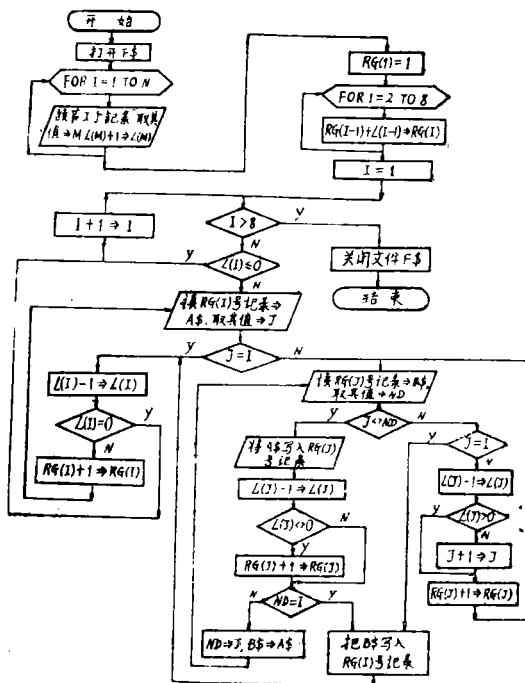 开 始
打开F$
FOR I=1 TO N
读第I个记录,取其
值⇒M L(M)+1⇒L(M)
RG(1)=1
FOR I=2 TO 8
RG(I-1)+L(I-1)⇒RG(I)
I=1
I+1⇒I
I>8
Y
N
关闭文件F$
结 束
L(I)≤0
Y
N
读RG(I)号记录⇒
A$,取其值⇒J
J=I
Y
N
L(I)-1⇒L(I)
L(I)=0
Y
N
RG(I)+1⇒RG(I)
读RG(J)号记录⇒B$,
取其值⇒ND
J<>ND
Y
N
将A$写入RG(J)
号记录
L(J)-1⇒L(J)
L(J)<>0
N
Y
RG(J)+1⇒RG(J)
ND=I
N
Y
ND⇒J,B$⇒A$
把B$写入
RG(I)号记录
J=I
Y
L(J)-1⇒L(J)
L(J)>0
Y
N
J+1⇒J
RG(J)+1⇒RG(J)